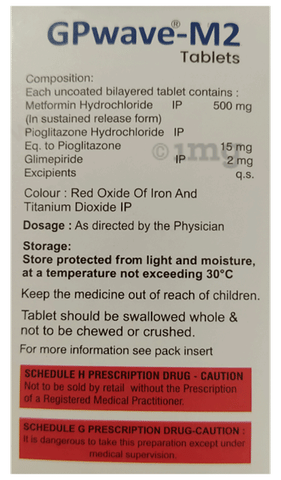 GPwave®-M2
Tablets
Composition:
Each uncoated bilayered tablet contains :
Metformin Hydrochloride IP 500 mg
(In sustained release form)
Pioglitazone Hydrochloride IP
Eq. to Pioglitazone 15 mg
Glimepiride IP 2 mg
Excipients q.s.
1mg
Colour : Red Oxide Of Iron And
Titanium Dioxide IP
Dosage : As directed by the Physician
Storage:
Store protected from light and moisture,
at a temperature not exceeding 30°C
Keep the medicine out of reach of children.
Tablet should be swallowed whole &
not to be chewed or crushed.
For more information see pack insert
SCHEDULE H PRESCRIPTION DRUG - CAUTION
Not to be sold by retail without the Prescription
of a Registered Medical Practitioner.
SCHEDULE G PRESCRIPTION DRUG-CAUTION :
It is dangerous to take this preparation except under
medical supervision.